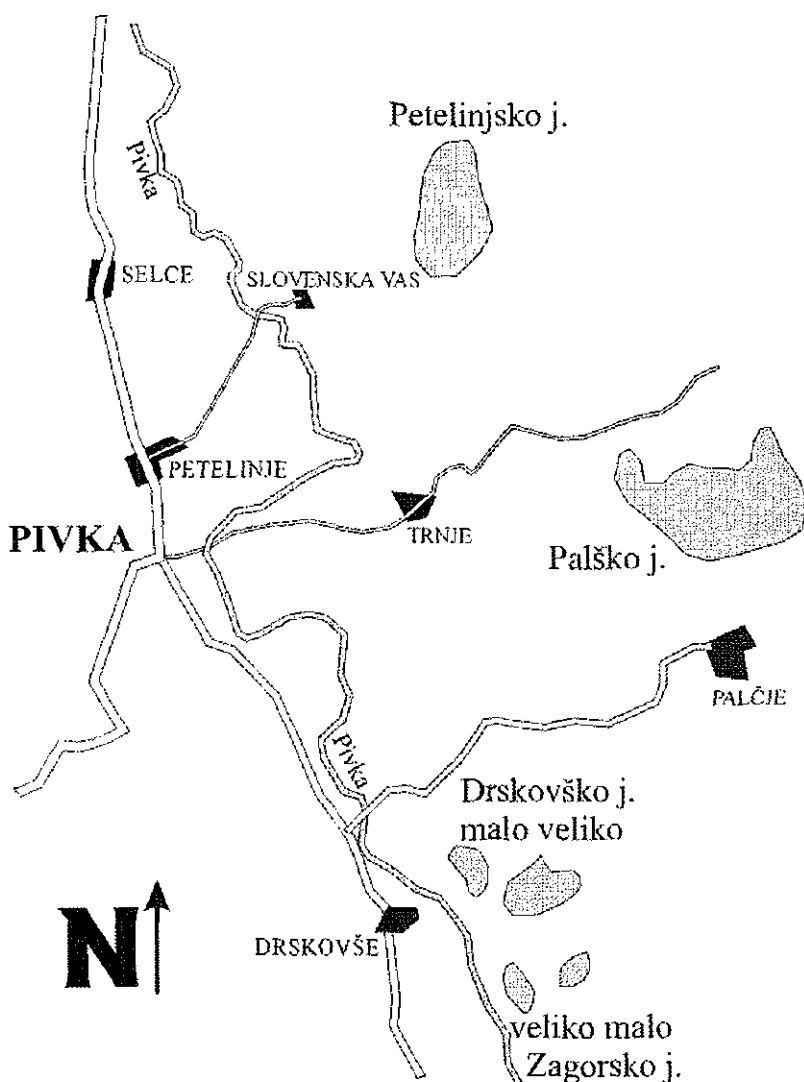 Petelinjsko j.
Pivka
SELCE
SLOVENSKA VAS
PETELINJE
PIVKA
TRNJE
Palško j.
PALČJE
Pivka
Drskovško j.
malo veliko
N
DRSKOVŠE
veliko malo
Zagorsko j.